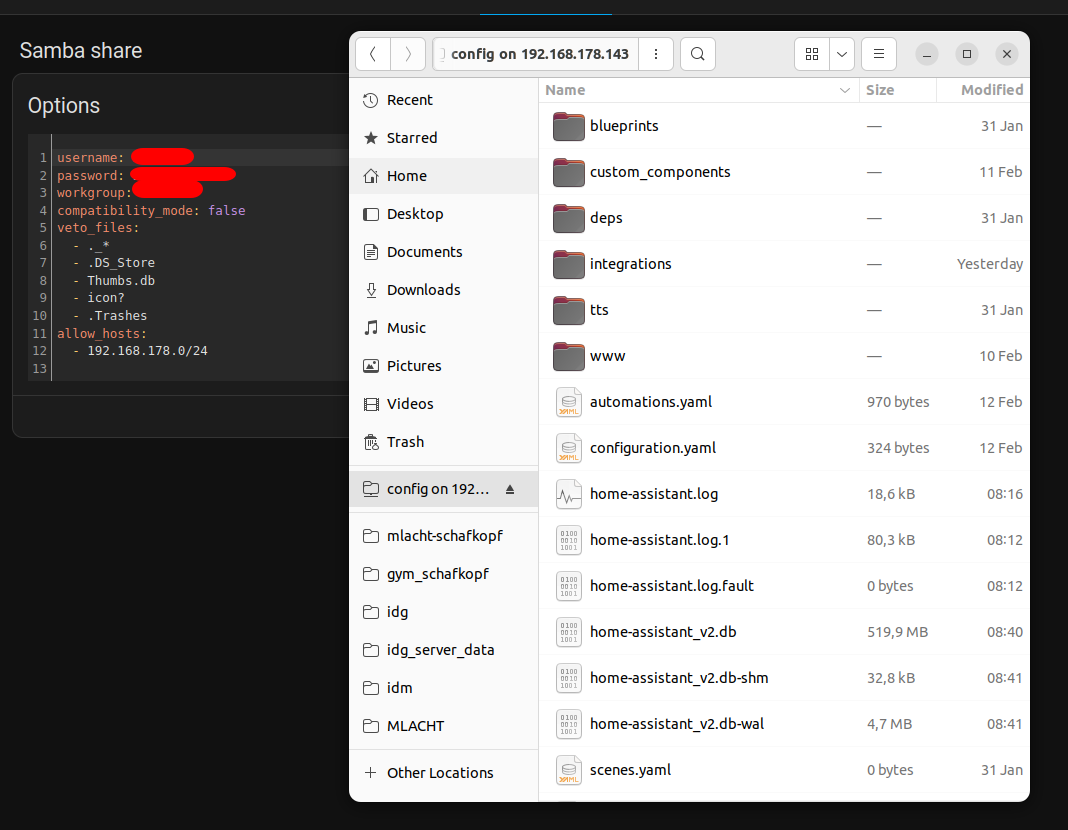 Samba share
Options
1 username:
2 password:
3 workgroup:
4 compatibility_mode: false
5 veto_files:
6 - ._*
7 - .DS_Store
8 - Thumbs.db
9 - icon?
10 - .Trashes
11 allow_hosts:
12 - 192.168.178.0/24
13
config on 192.168.178.143
Recent
Starred
Home
Desktop
Documents
Downloads
Music
Pictures
Videos
Trash
config on 192...
mlacht-schafkopf
gym_schafkopf
idg
idg_server_data
idm
MLACHT
Other Locations
Name Size Modified
blueprints — 31 Jan
custom_components — 11 Feb
deps — 31 Jan
integrations — Yesterday
tts — 31 Jan
www — 10 Feb
automations.yaml 970 bytes 12 Feb
configuration.yaml 324 bytes 12 Feb
home-assistant.log 18,6 kB 08:16
home-assistant.log.1 80,3 kB 08:12
home-assistant.log.fault 0 bytes 08:12
home-assistant_v2.db 519,9 MB 08:40
home-assistant_v2.db-shm 32,8 kB 08:41
home-assistant_v2.db-wal 4,7 MB 08:41
scenes.yaml 0 bytes 31 Jan